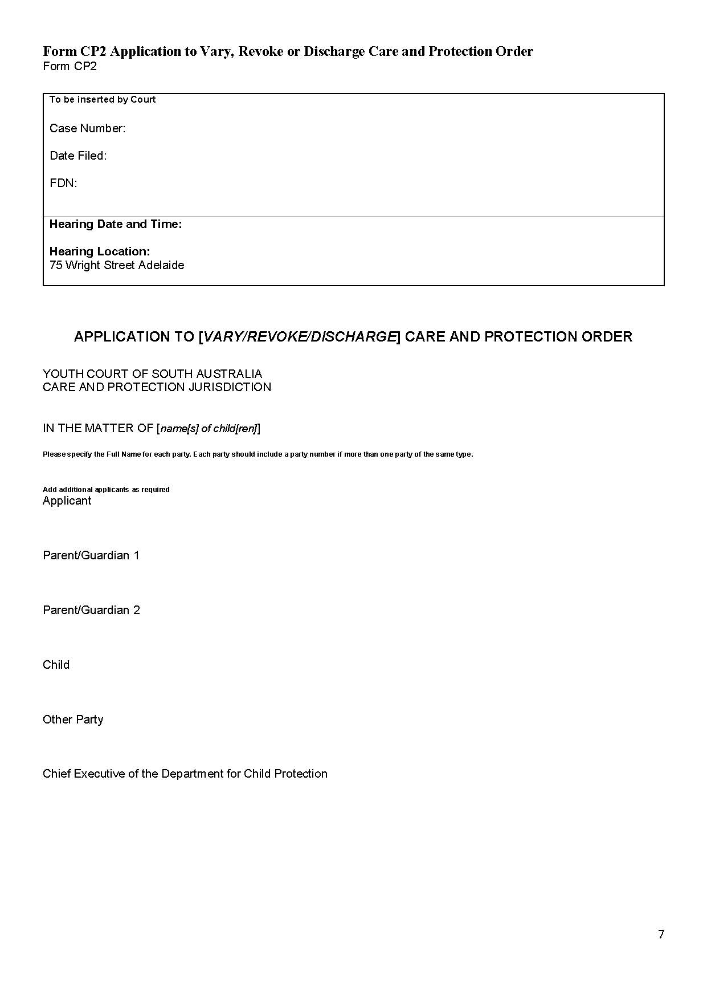 Form CP2 Application to Vary, Revoke or Discharge Care and Protection Order
Form CP2
To be inserted by Court
Case Number:
Date Filed:
FDN:
Hearing Date and Time:
Hearing Location:
75 Wright Street Adelaide
APPLICATION TO [VARY/REVOKE/DISCHARGE] CARE AND PROTECTION ORDER
YOUTH COURT OF SOUTH AUSTRALIA
CARE AND PROTECTION JURISDICTION
IN THE MATTER OF [name[s] of child[ren]]
Please specify the Full Name for each party. Each party should include a party number if more than one party of the same type.
Add additional applicants as required
Applicant
Parent/Guardian 1
Parent/Guardian 2
Child
Other Party
Chief Executive of the Department for Child Protection
7